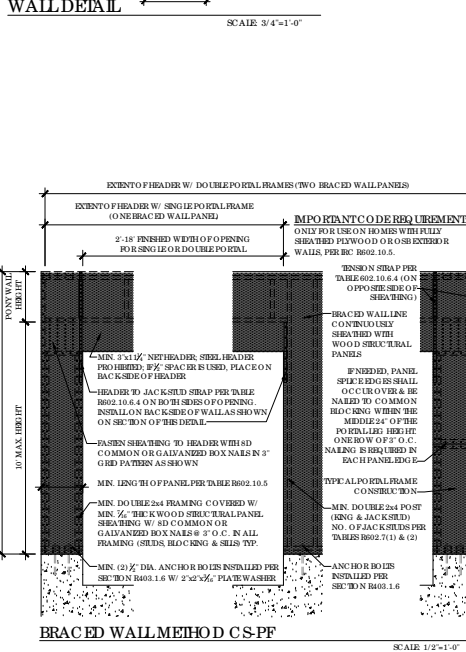 WALL DETAIL
SCALE: 3/4"=1'-0"
EXTENT OF HEADER W/ DOUBLE PORTAL FRAMES (TWO BRACED WALL PANELS)
EXTENT OF HEADER W/ SINGLE PORTAL FRAME
(ONE BRACED WALL PANEL)
2'-18' FINISHED WIDTH OF OPENING
FOR SINGLE OR DOUBLE PORTAL
IMPORTANT CODE REQUIREMENT
ONLY FOR USE ON HOMES WITH FULLY
SHEATHED PLYWOOD OR OSB EXTERIOR
WALLS, PER IRC R602.10.5.
PONY WALL
HEIGHT
10' MAX. HEIGHT
MIN. 3"x11¼" NET HEADER; STEEL HEADER
PROHIBITED; IF ½" SPACER IS USED, PLACE ON
BACK-SIDE OF HEADER
HEADER TO JACK-STUD STRAP PER TABLE
R602.10.6.4 ON BOTH SIDES OF OPENING.
INSTALL ON BACK SIDE OF WALL AS SHOWN
ON SECTION OF THIS DETAIL
FASTEN SHEATHING TO HEADER WITH 8D
COMMON OR GALVANIZED BOX NAILS IN 3"
GRID PATTERN AS SHOWN
MIN. LENGTH OF PANEL PER TABLE R602.10.5
MIN. DOUBLE 2x4 FRAMING COVERED W/
MIN. 7/16" THICK WOOD STRUCTURAL PANEL
SHEATHING W/ 8D COMMON OR
GALVANIZED BOX NAILS @ 3" O.C. IN ALL
FRAMING (STUDS, BLOCKING & SILLS) TYP.
MIN. (2) ½" DIA. ANCHOR BOLTS INSTALLED PER
SECTION R403.1.6 W/ 2"x2"x3/16" PLATE WASHER
TENSION STRAP PER
TABLE 602.10.6.4 (ON
OPPOSITE SIDE OF
SHEATHING)
BRACED WALL LINE
CONTINUOUSLY
SHEATHED WITH
WOOD STRUCTURAL
PANELS
IF NEEDED, PANEL
SPLICE EDGES SHALL
OCCUR OVER & BE
NAILED TO COMMON
BLOCKING WITHIN THE
MIDDLE 24" OF THE
PORTAL-LEG HEIGHT.
ONE ROW OF 3" O.C.
NAILING IS REQUIRED IN
EACH PANEL EDGE
TYPICAL PORTAL FRAME
CONSTRUCTION
MIN. DOUBLE 2x4 POST
(KING & JACK STUD)
NO. OF JACK STUDS PER
TABLES R602.7(1) & (2)
ANCHOR BOLTS
INSTALLED PER
SECTION R403.1.6
BRACED WALL METHOD CS-PF
SCALE: 1/2"=1'-0"